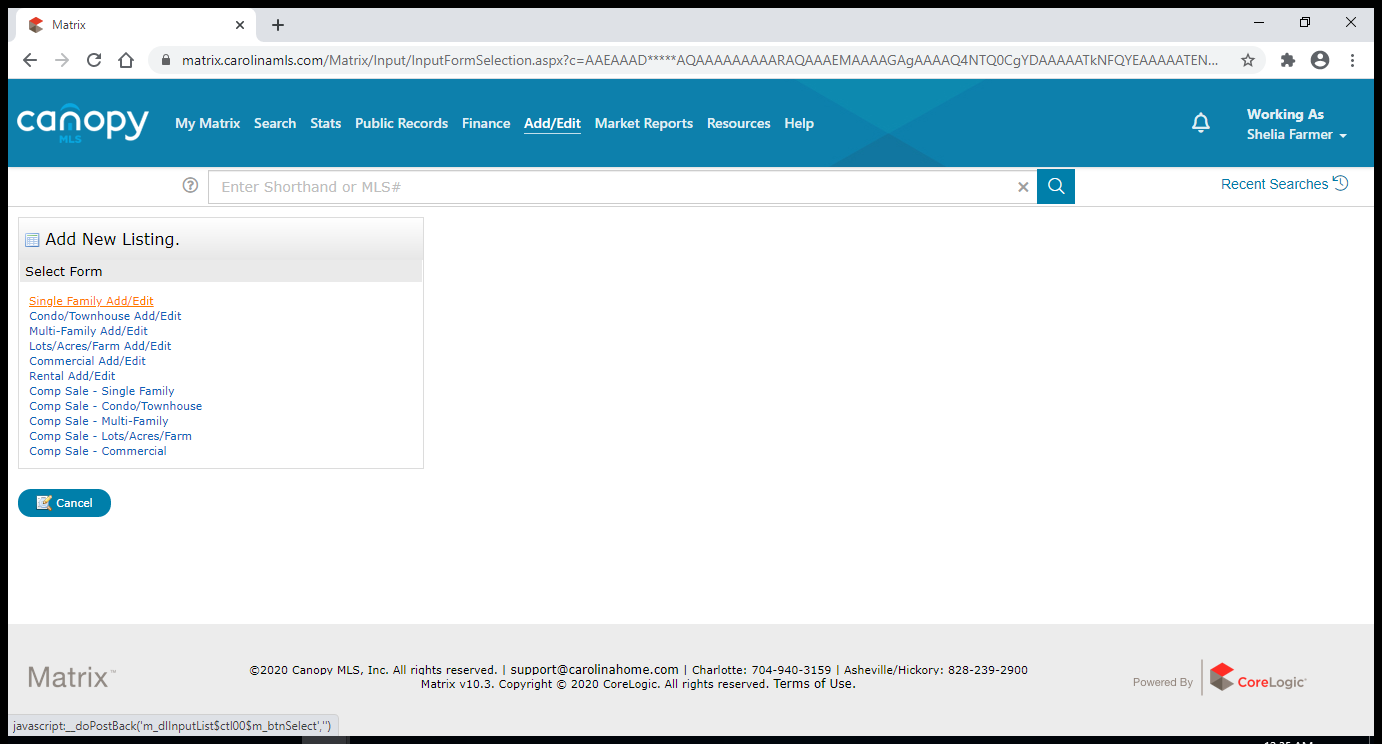 Matrix
matrix.carolinamls.com/Matrix/Input/InputFormSelection.aspx?c=AAEAAAD*****AQAAAAAAAAARAQAAAEMAAAAGAgAAAAQ4NTQ0CgYDAAAAATkNFQYEAAAAATEN...
canopy
MLS
My Matrix Search Stats Public Records Finance Add/Edit Market Reports Resources Help
Working As
Shelia Farmer
Enter Shorthand or MLS#
Recent Searches
Add New Listing.
Select Form
Single Family Add/Edit
Condo/Townhouse Add/Edit
Multi-Family Add/Edit
Lots/Acres/Farm Add/Edit
Commercial Add/Edit
Rental Add/Edit
Comp Sale - Single Family
Comp Sale - Condo/Townhouse
Comp Sale - Multi-Family
Comp Sale - Lots/Acres/Farm
Comp Sale - Commercial
Cancel
Matrix™
©2020 Canopy MLS, Inc. All rights reserved. | support@carolinahome.com | Charlotte: 704-940-3159 | Asheville/Hickory: 828-239-2900
Matrix v10.3. Copyright © 2020 CoreLogic. All rights reserved. Terms of Use.
Powered By CoreLogic
javascript:__doPostBack('m_dlInputList$ctl00$m_btnSelect','')